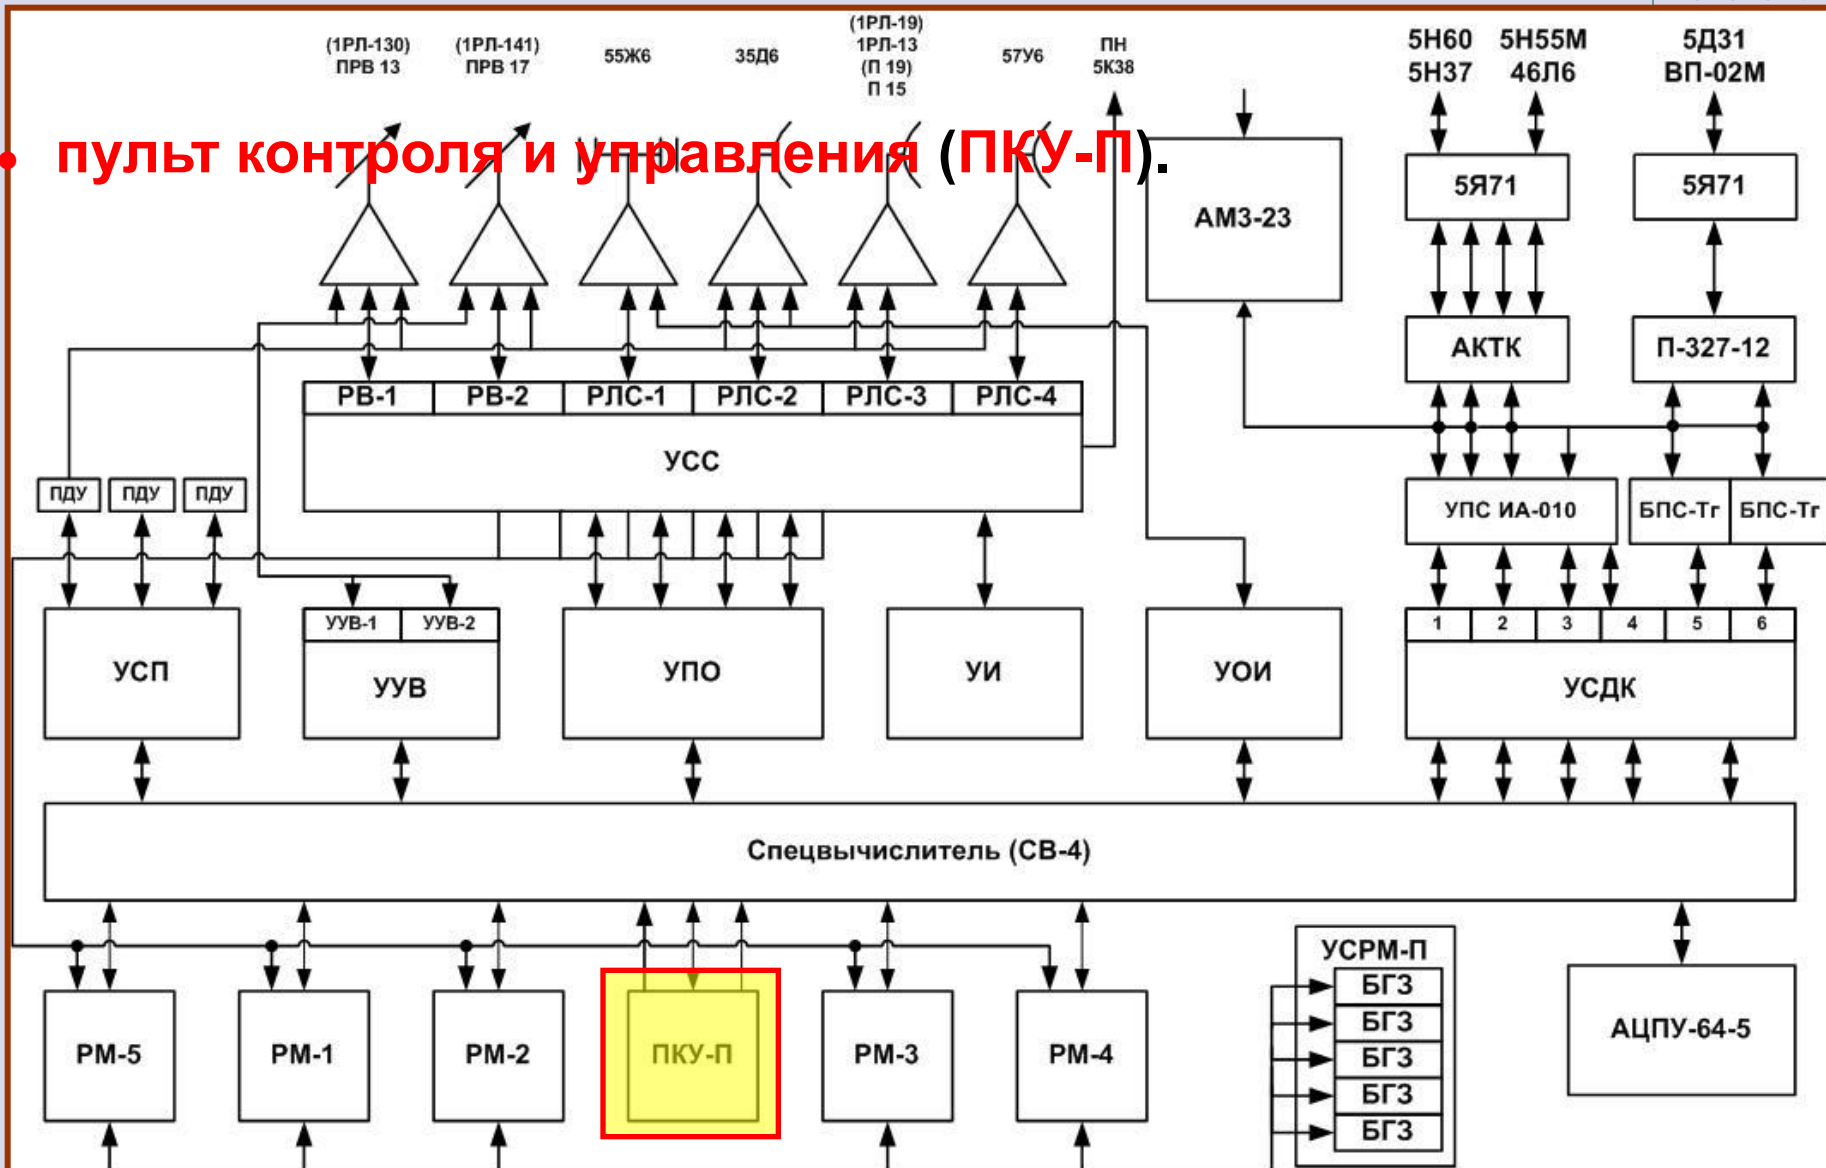 (1РЛ-130)
ПРВ 13
(1РЛ-141)
ПРВ 17
55Ж6
35Д6
(1РЛ-19)
1РЛ-13
(П 19)
П 15
57У6
ПН
5К38
5Н60
5Н37
5Н55М
46Л6
5Д31
ВП-02М
• пульт контроля и управления (ПКУ-П).
АМЗ-23
5Я71
5Я71
АКТК
П-327-12
РВ-1
РВ-2
РЛС-1
РЛС-2
РЛС-3
РЛС-4
УСС
ПДУ
ПДУ
ПДУ
УПС ИА-010
БПС-Тг
БПС-Тг
УСП
УУВ-1
УУВ-2
УУВ
УПО
УИ
УОИ
1
2
3
4
5
6
УСДК
Спецвычислитель (СВ-4)
РМ-5
РМ-1
РМ-2
ПКУ-П
РМ-3
РМ-4
УСРМ-П
БГЗ
БГЗ
БГЗ
БГЗ
БГЗ
АЦПУ-64-5